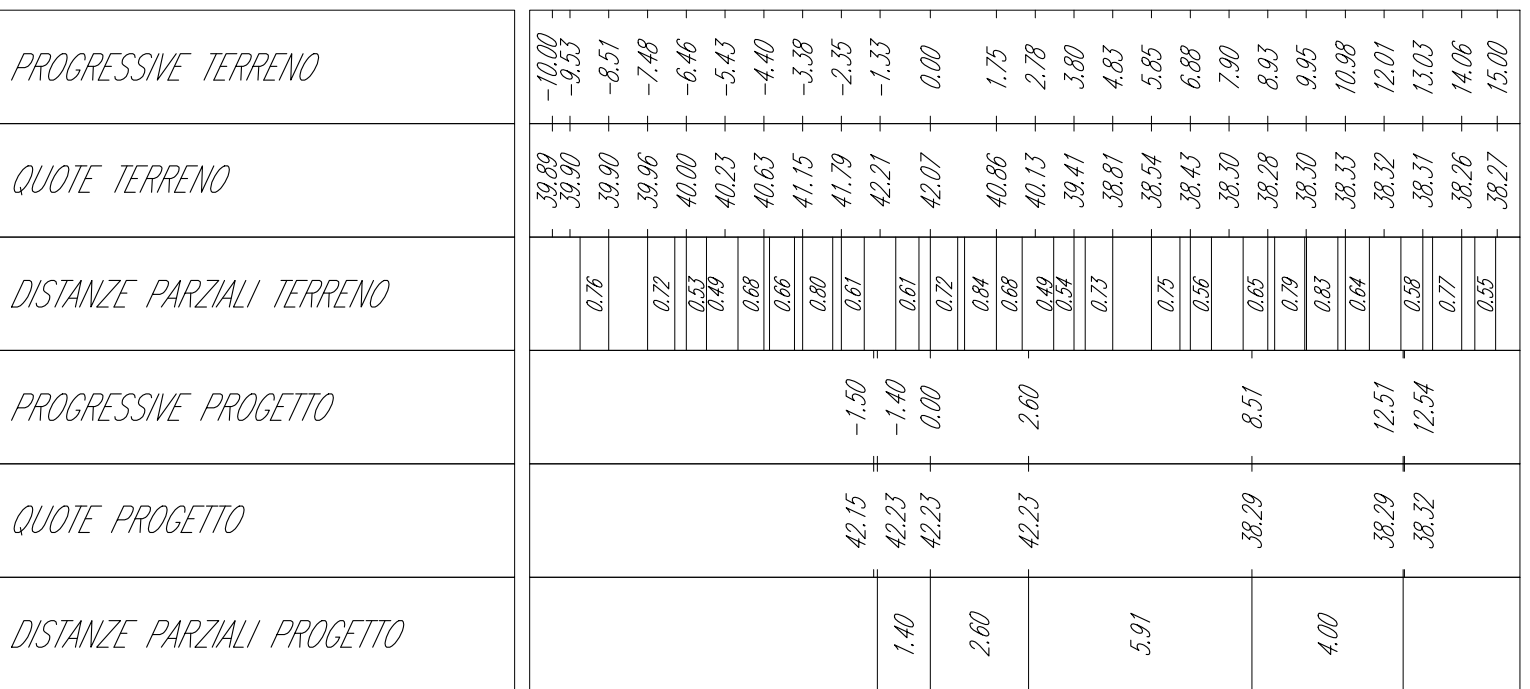 PROGRESSIVE TERRENO -10.00 -9.53 -8.51 -7.48 -6.46 -5.43 -4.40 -3.38 -2.35 -1.33 0.00 1.75 2.78 3.80 4.83 5.85 6.88 7.90 8.93 9.95 10.98 12.01 13.03 14.06 15.00
QUOTE TERRENO 39.89 39.90 39.90 39.96 40.00 40.23 40.63 41.15 41.79 42.21 42.07 40.86 40.13 39.41 38.81 38.54 38.43 38.30 38.28 38.30 38.33 38.32 38.31 38.26 38.27
DISTANZE PARZIALI TERRENO 0.76 0.72 0.53 0.49 0.68 0.66 0.80 0.61 0.61 0.72 0.84 0.68 0.49 0.54 0.73 0.75 0.56 0.65 0.79 0.83 0.64 0.58 0.77 0.55
PROGRESSIVE PROGETTO -1.50 -1.40 0.00 2.60 8.51 12.51 12.54
QUOTE PROGETTO 42.15 42.23 42.23 42.23 38.29 38.29 38.32
DISTANZE PARZIALI PROGETTO 1.40 2.60 5.91 4.00